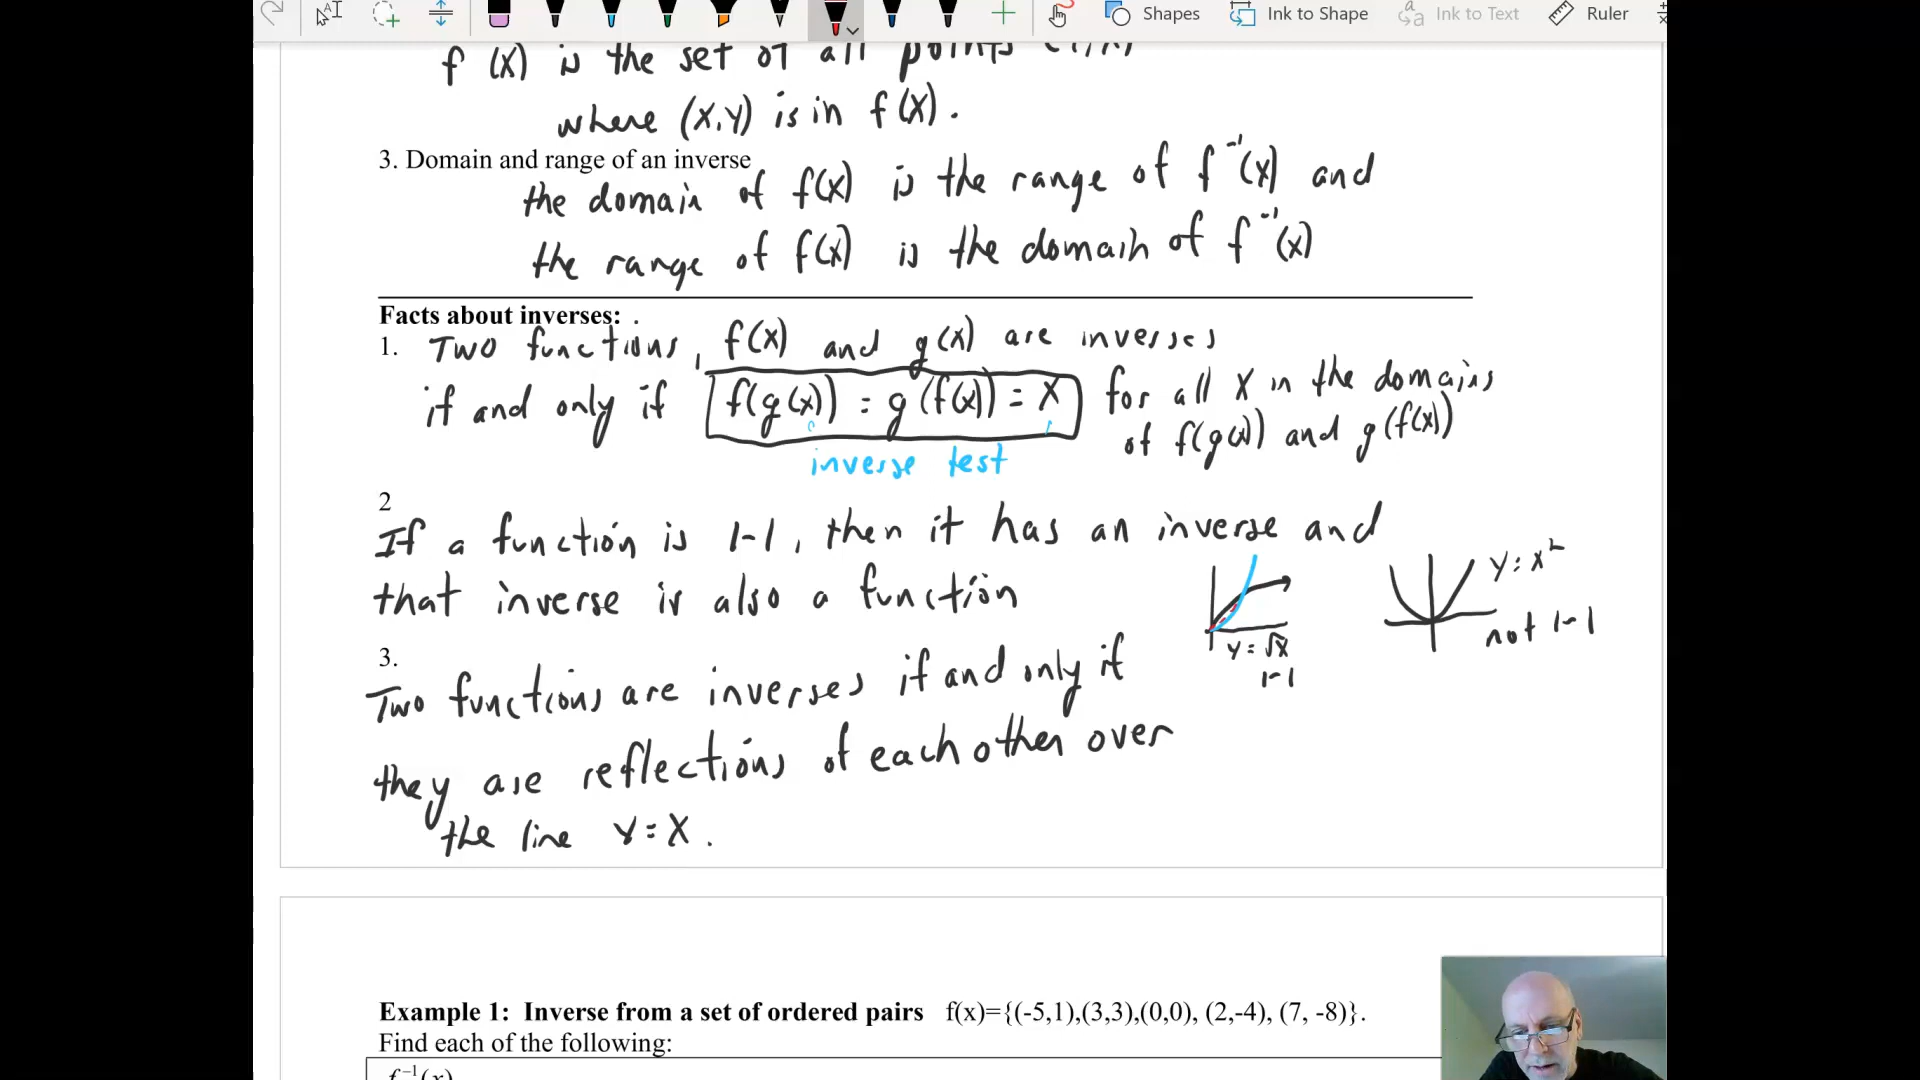 Shapes
Ink to Shape
Ink to Text
Ruler
f (x) is the set of all points
where (x,y) is in f(x).
3. Domain and range of an inverse
the domain of f(x) is the range of f⁻¹(x) and
the range of f(x) is the domain of f⁻¹(x)
Facts about inverses: .
1. Two functions, f(x) and g(x) are inverses
if and only if f(g(x)) = g(f(x)) = x for all x in the domains
of f(g(x)) and g(f(x))
inverse test
2
If a function is 1-1, then it has an inverse and
that inverse is also a function
y = √x
1-1
y = x²
not 1-1
3.
Two functions are inverses if and only if
they are reflections of each other over
the line y = x.
Example 1: Inverse from a set of ordered pairs f(x)={(-5,1),(3,3),(0,0), (2,-4), (7, -8)}.
Find each of the following:
f⁻¹(x)